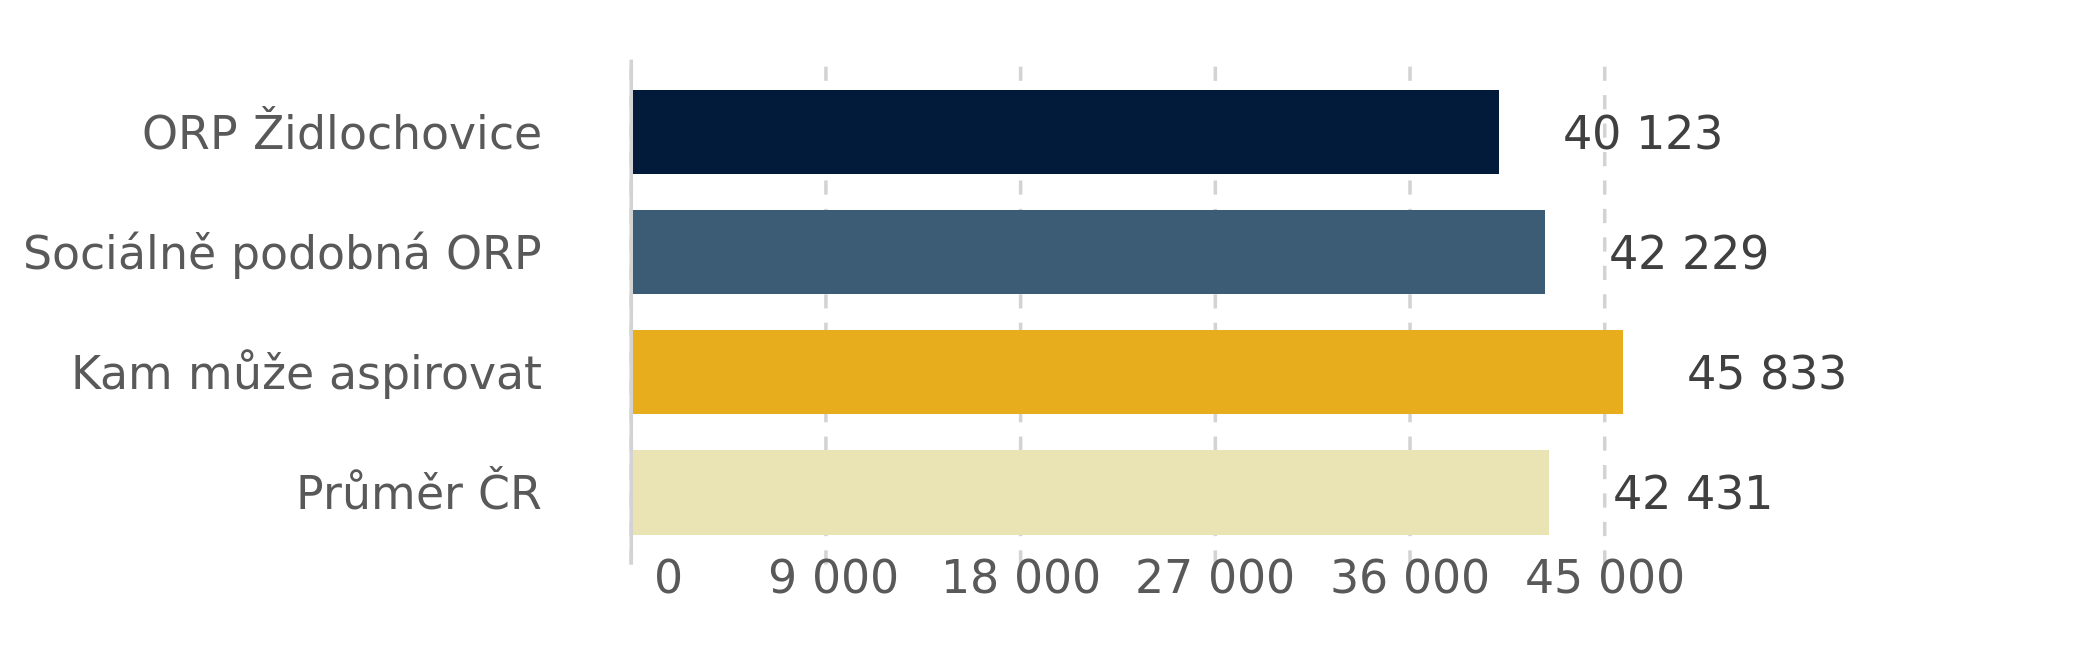 ORP Židlochovice 40 123
Sociálně podobná ORP 42 229
Kam může aspirovat 45 833
Průměr ČR 42 431
0 9 000 18 000 27 000 36 000 45 000